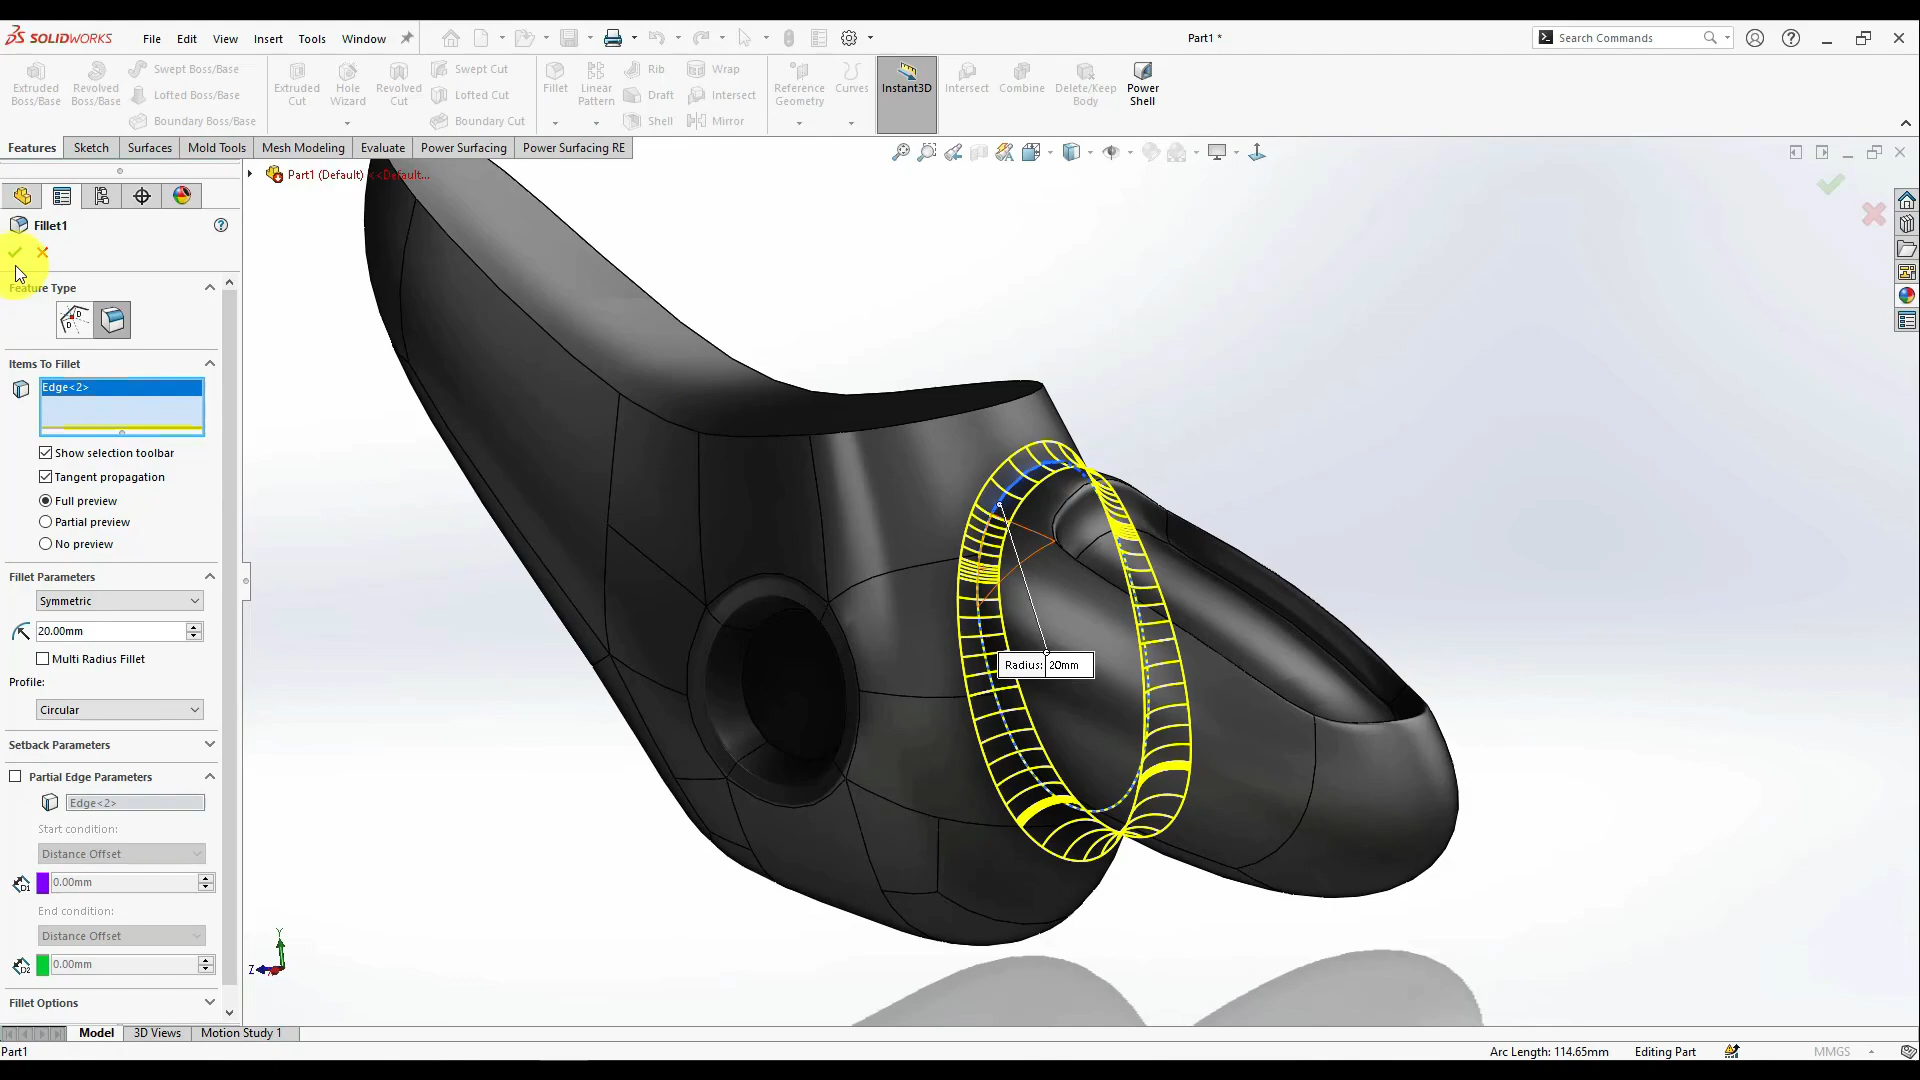 SOLIDWORKS File Edit View Insert Tools Window Part1 * Search Commands
Extruded Boss/Base
Revolved Boss/Base
Swept Boss/Base
Lofted Boss/Base
Boundary Boss/Base
Extruded Cut
Hole Wizard
Revolved Cut
Swept Cut
Lofted Cut
Boundary Cut
Fillet
Linear Pattern
Rib
Draft
Shell
Wrap
Intersect
Mirror
Reference Geometry
Curves
Instant3D
Intersect
Combine
Delete/Keep Body
Power Shell
Features Sketch Surfaces Mold Tools Mesh Modeling Evaluate Power Surfacing Power Surfacing RE
Part1 (Default) <<Default...
Fillet1
Feature Type
Items To Fillet
Edge<2>
Show selection toolbar
Tangent propagation
Full preview
Partial preview
No preview
Fillet Parameters
Symmetric
20.00mm
Multi Radius Fillet
Profile:
Circular
Setback Parameters
Partial Edge Parameters
Edge<2>
Start condition:
Distance Offset
D1 0.00mm
End condition:
Distance Offset
D2 0.00mm
Fillet Options
Radius: 20mm
Y
Z
Model 3D Views Motion Study 1
Part1 Arc Length: 114.65mm Editing Part MMGS